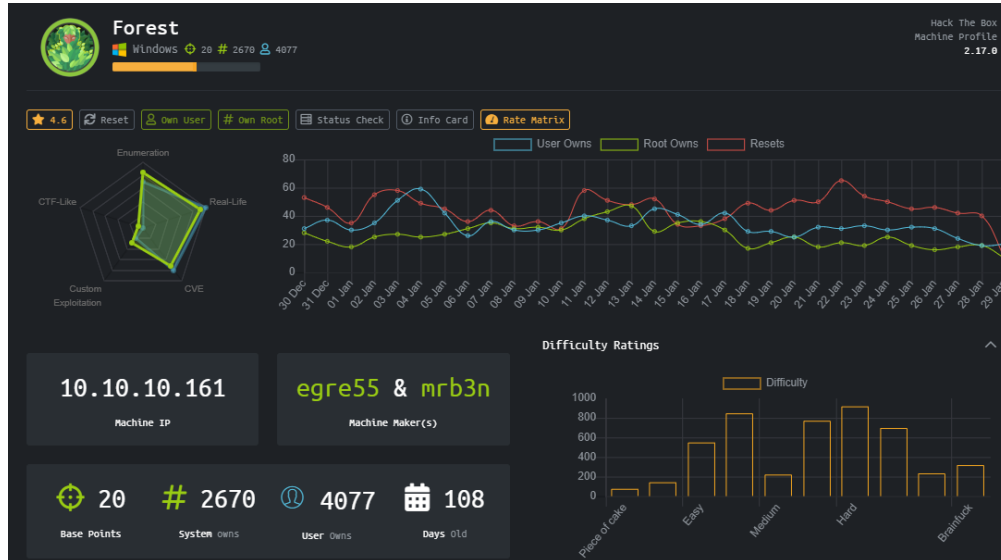 Forest
Windows 20 # 2670 4077
Hack The Box
Machine Profile
2.17.0
4.6 Reset Own User # Own Root Status Check Info Card Rate Matrix
User Owns Root Owns Resets
Enumeration
CTF-Like
Real-Life
Custom
Exploitation
CVE
80
60
40
20
0
30 Dec 31 Dec 01 Jan 02 Jan 03 Jan 04 Jan 05 Jan 06 Jan 07 Jan 08 Jan 09 Jan 10 Jan 11 Jan 12 Jan 13 Jan 14 Jan 15 Jan 16 Jan 17 Jan 18 Jan 19 Jan 20 Jan 21 Jan 22 Jan 23 Jan 24 Jan 25 Jan 26 Jan 27 Jan 28 Jan 29 Jan
10.10.10.161
Machine IP
egre55 & mrb3n
Machine Maker(s)
20
Base Points
# 2670
System owns
4077
User Owns
108
Days Old
Difficulty Ratings
Difficulty
1000
800
600
400
200
0
Piece of cake Easy Medium Hard Brainfuck